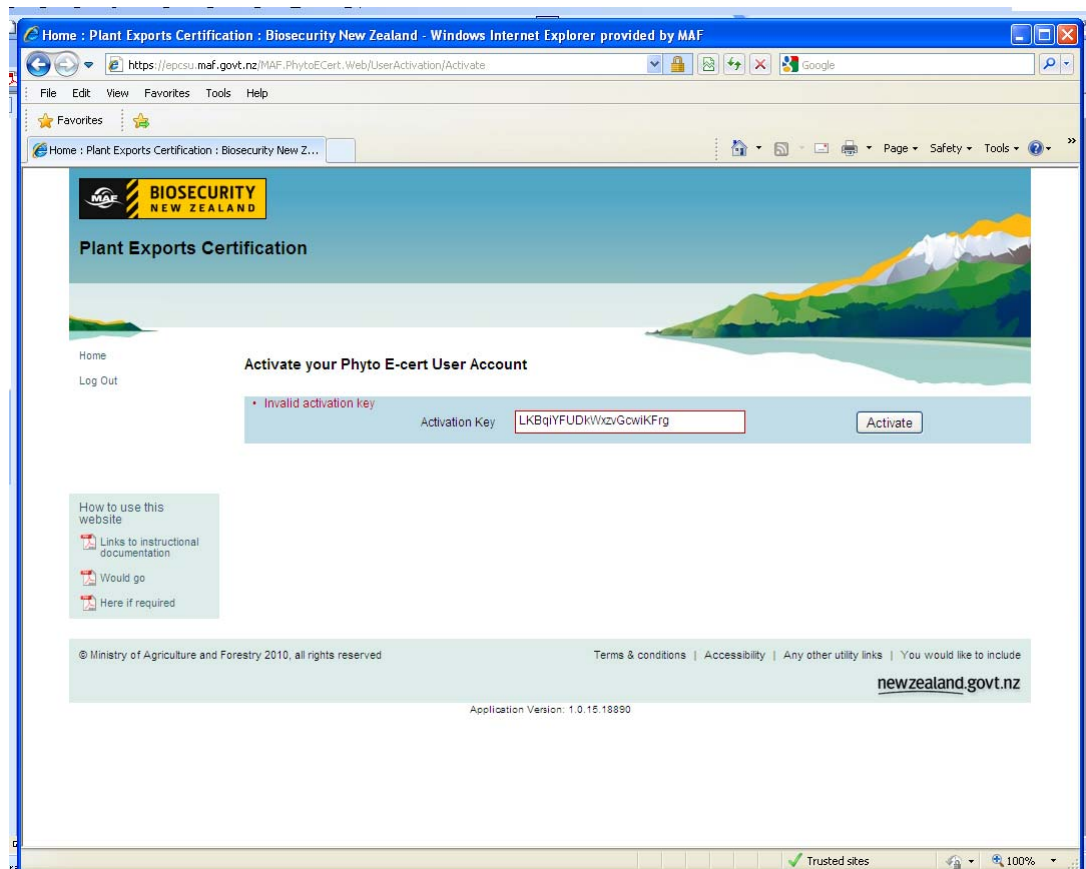 Home : Plant Exports Certification : Biosecurity New Zealand - Windows Internet Explorer provided by MAF
https://epcsu.maf.govt.nz/MAF.PhytoECert.Web/UserActivation/Activate
Google
File Edit View Favorites Tools Help
Favorites
Home : Plant Exports Certification : Biosecurity New Z...
Page Safety Tools »
MAF BIOSECURITY
NEW ZEALAND
Plant Exports Certification
Home
Log Out
Activate your Phyto E-cert User Account
• Invalid activation key
Activation Key LKBqiYFUDkWxzvGcwiKFrg Activate
How to use this
website
Links to instructional
documentation
Would go
Here if required
© Ministry of Agriculture and Forestry 2010, all rights reserved
Terms & conditions | Accessibility | Any other utility links | You would like to include
newzealand.govt.nz
Application Version: 1.0.15.18890
Trusted sites 100%